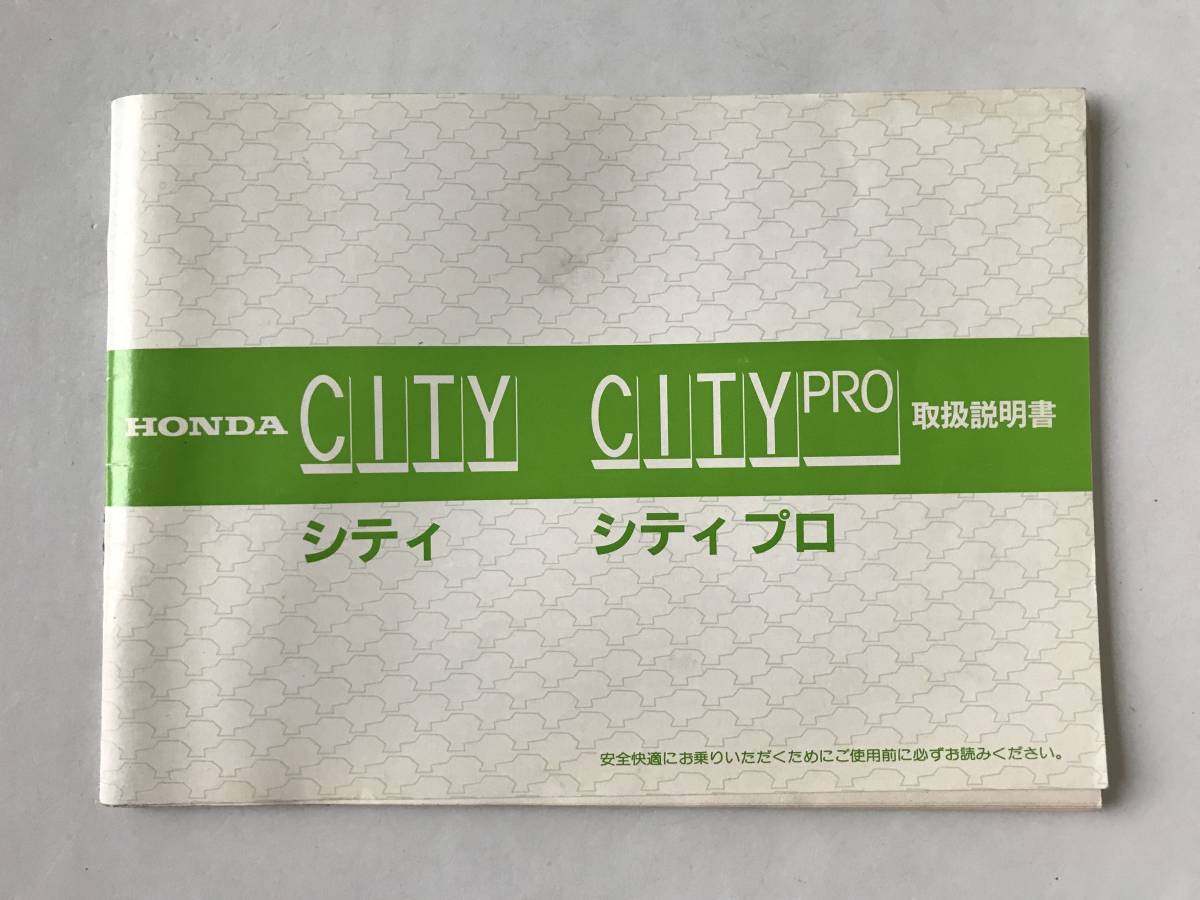 HONDA CITY CITY PRO 取扱説明書
シティ シティプロ
安全快適にお乗りいただくためにご使用前に必ずお読みください。